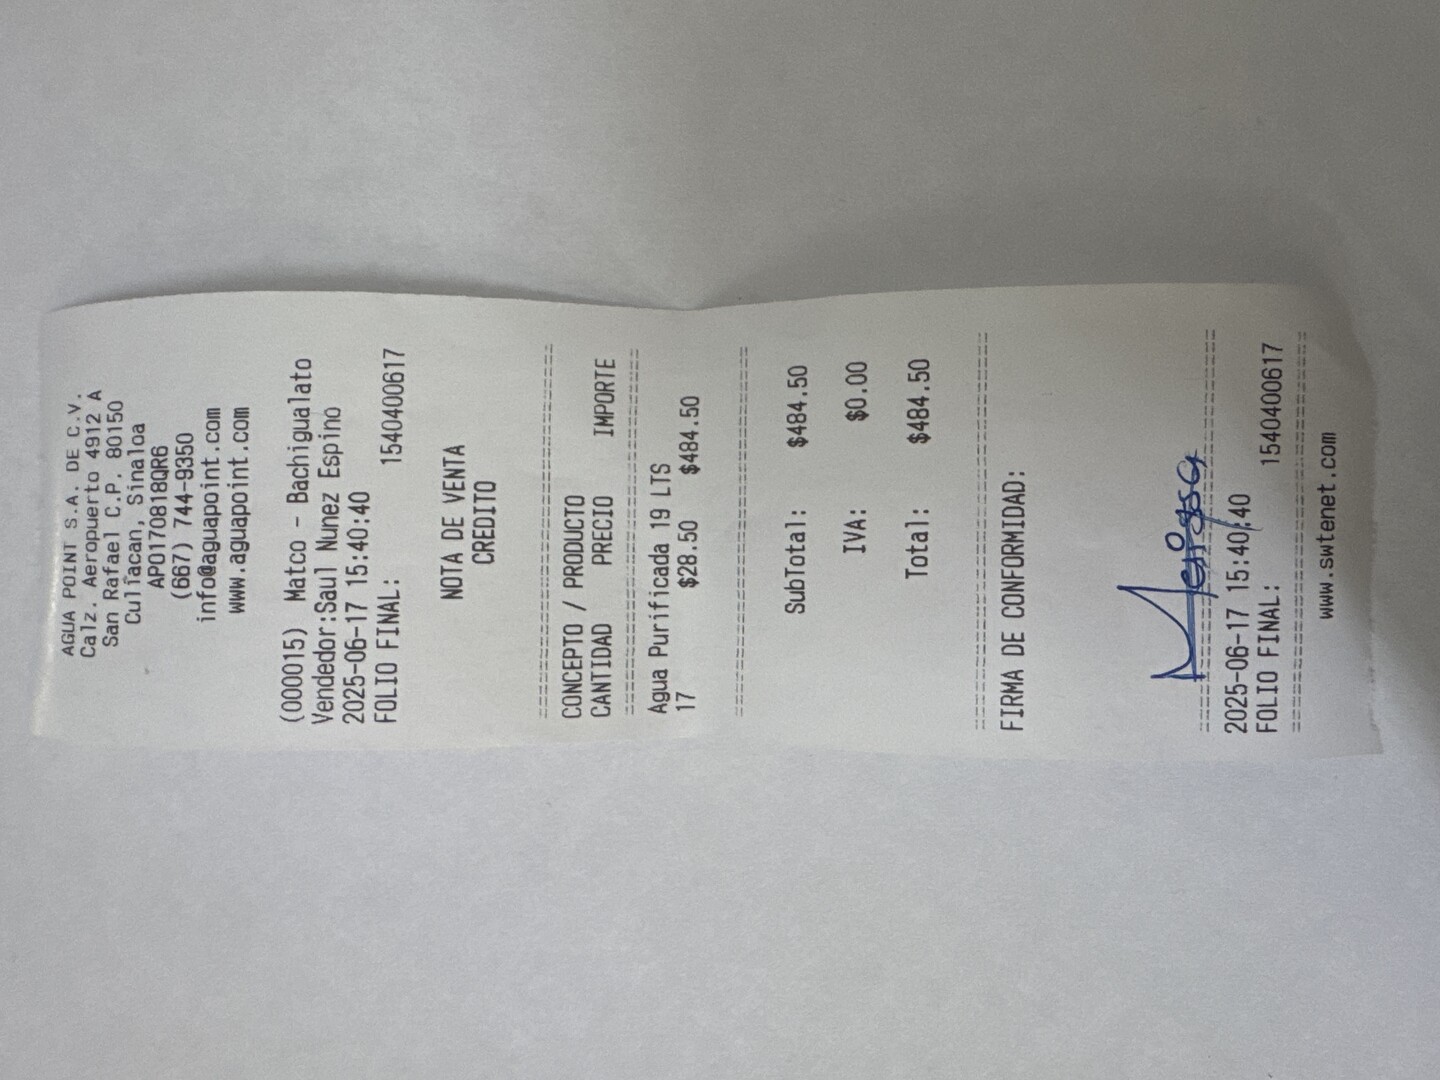 AGUA POINT S.A. DE C.V.
Calz. Aeropuerto 4912 A
San Rafael C.P. 80150
Culiacan, Sinaloa
APO170818QR6
(667) 744-9350
info@aguapoint.com
www.aguapoint.com
(000015) Matco - Bachigualato
Vendedor:Saul Nunez Espino
2025-06-17 15:40:40
FOLIO FINAL: 1540400617
NOTA DE VENTA
CREDITO
==============================
CONCEPTO / PRODUCTO
CANTIDAD PRECIO IMPORTE
==============================
Agua Purificada 19 LTS
17 $28.50 $484.50
==============================
SubTotal: $484.50
IVA: $0.00
Total: $484.50
==============================
FIRMA DE CONFORMIDAD:
==============================
2025-06-17 15:40:40
FOLIO FINAL: 1540400617
==============================
www.swtenet.com